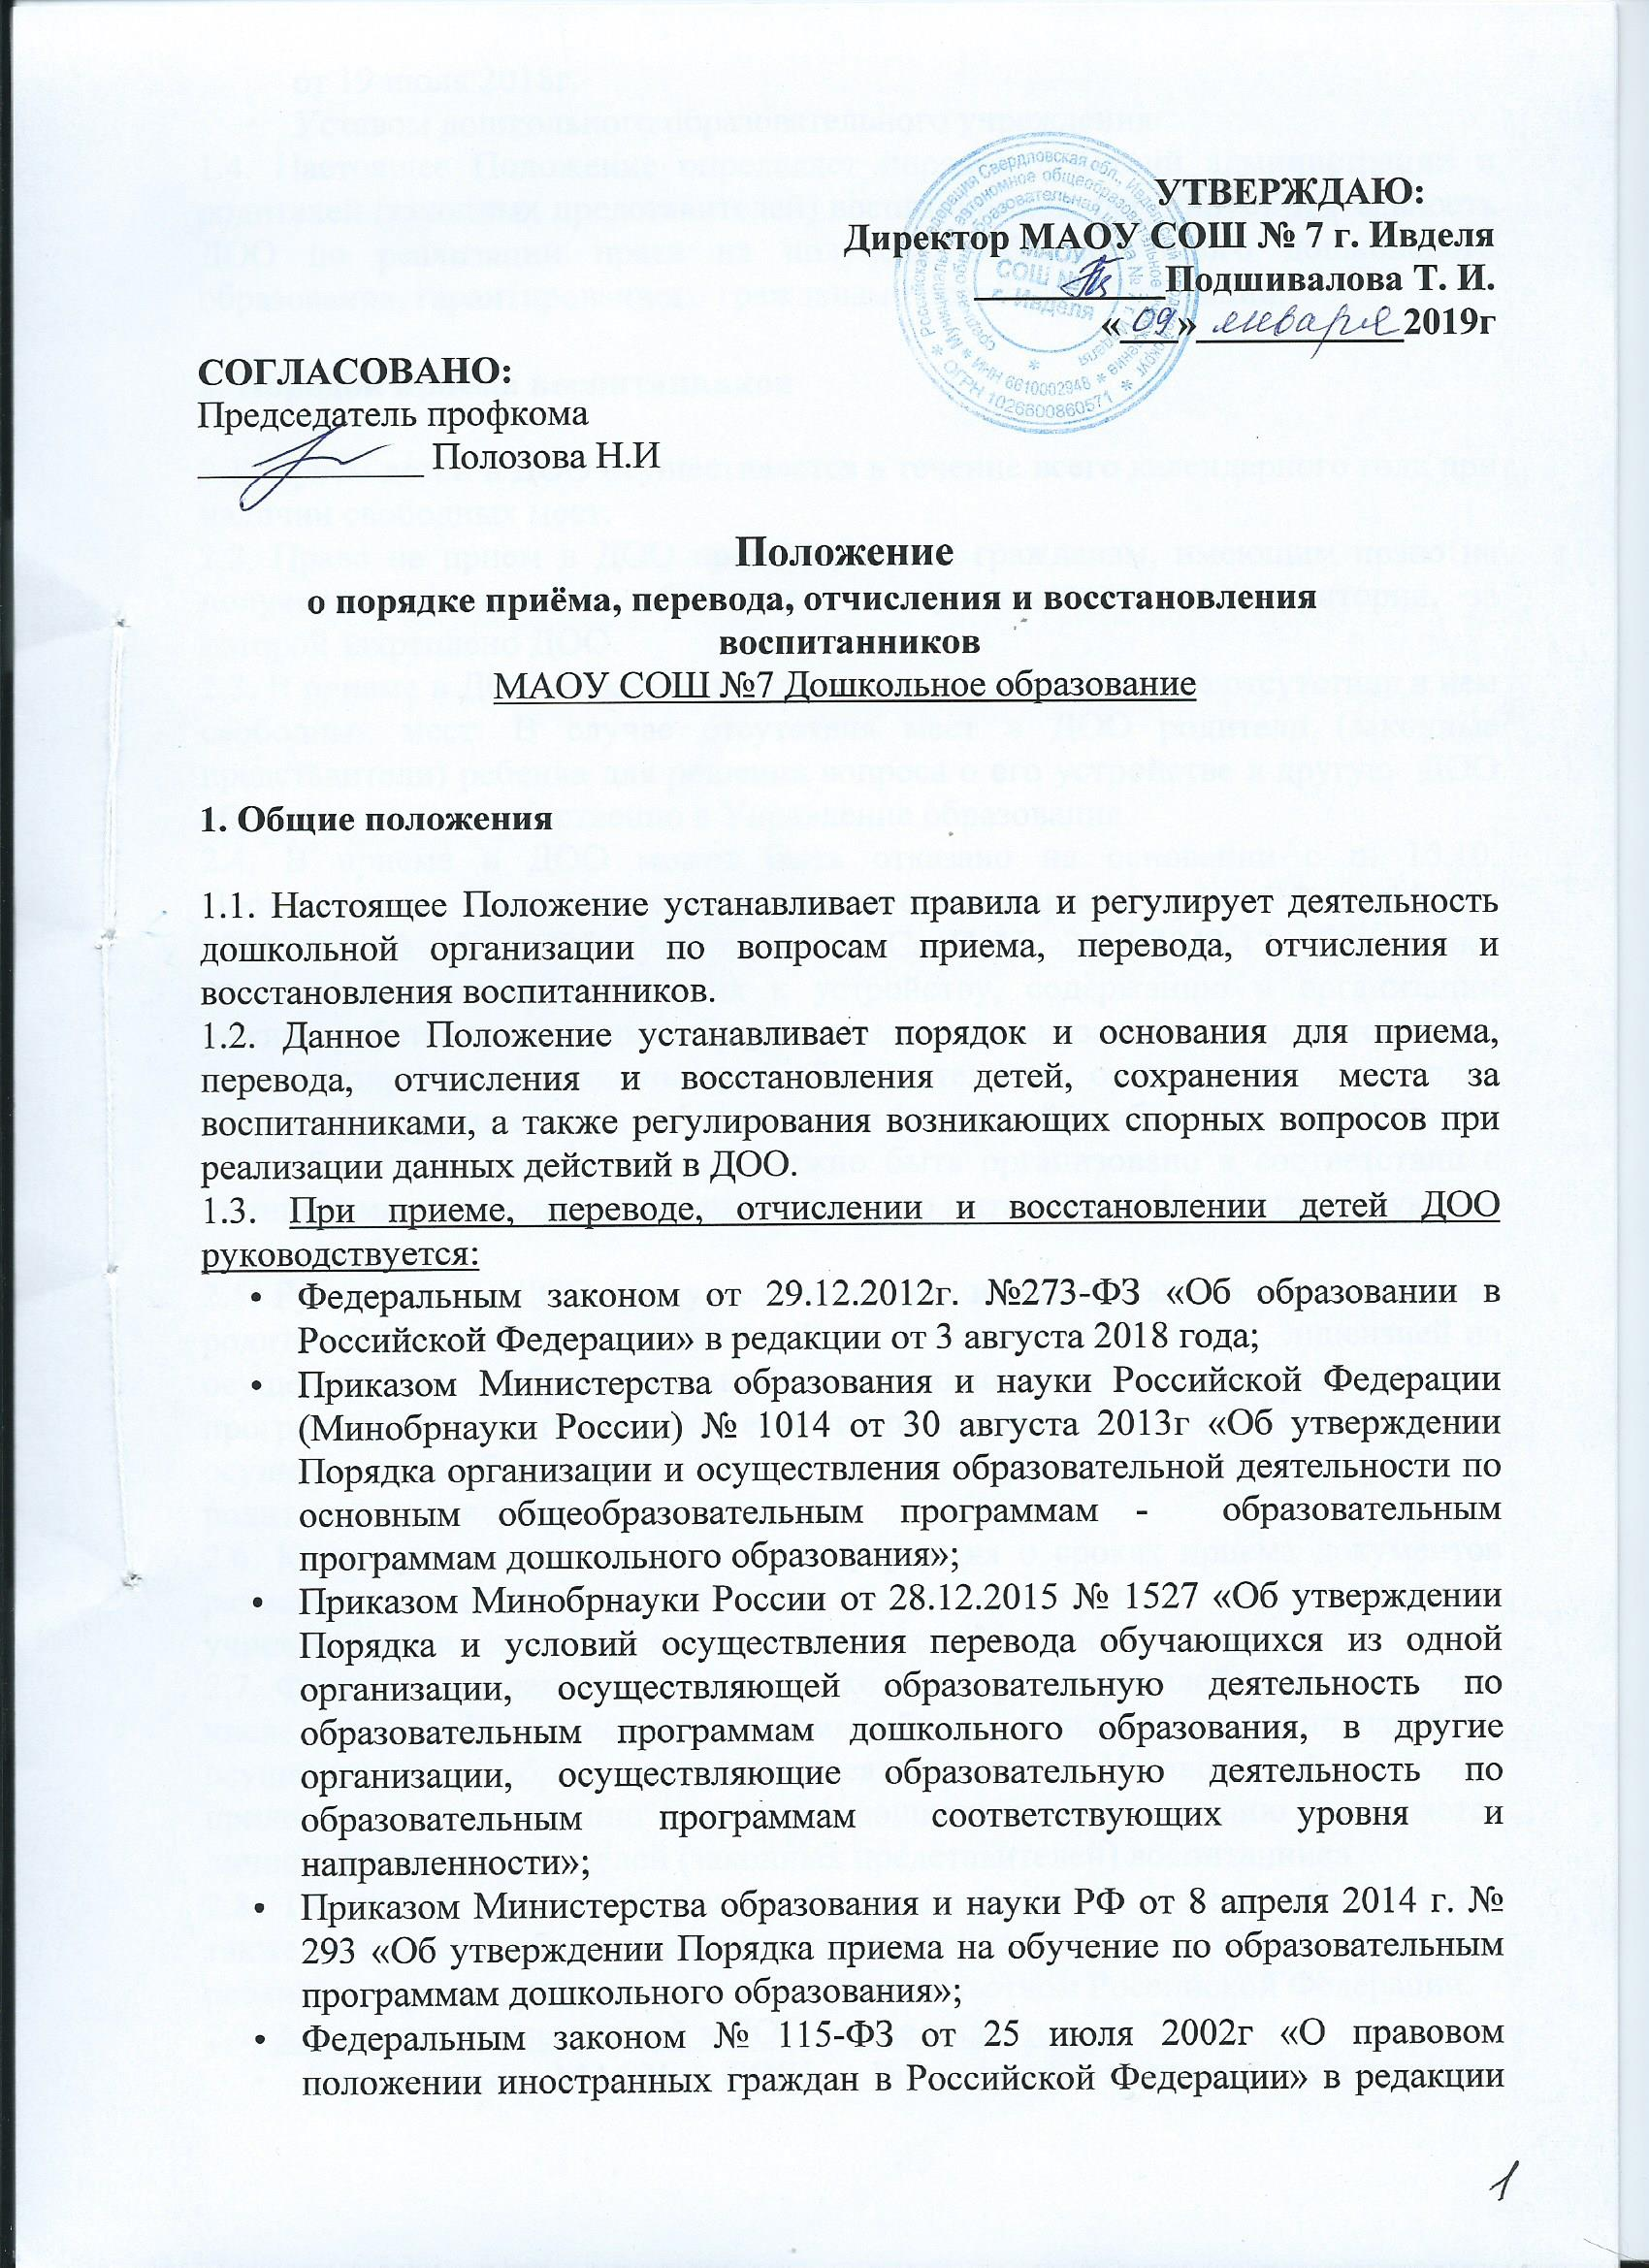 УТВЕРЖДАЮ:
Директор МАОУ СОШ № 7 г. Ивделя
Подшивалова Т. И.
« 09 » января 2019г
МАОУ
СОШ № 7
г. Ивделя
ИНН 6610002946
ОГРН 1026600860571
СОГЛАСОВАНО:
Председатель профкома
Полозова Н.И
Положение
о порядке приёма, перевода, отчисления и восстановления
воспитанников
МАОУ СОШ №7 Дошкольное образование
1. Общие положения
1.1. Настоящее Положение устанавливает правила и регулирует деятельность
дошкольной организации по вопросам приема, перевода, отчисления и
восстановления воспитанников.
1.2. Данное Положение устанавливает порядок и основания для приема,
перевода, отчисления и восстановления детей, сохранения места за
воспитанниками, а также регулирования возникающих спорных вопросов при
реализации данных действий в ДОО.
1.3. При приеме, переводе, отчислении и восстановлении детей ДОО
руководствуется:
• Федеральным законом от 29.12.2012г. №273-ФЗ «Об образовании в
Российской Федерации» в редакции от 3 августа 2018 года;
• Приказом Министерства образования и науки Российской Федерации
(Минобрнауки России) № 1014 от 30 августа 2013г «Об утверждении
Порядка организации и осуществления образовательной деятельности по
основным общеобразовательным программам - образовательным
программам дошкольного образования»;
• Приказом Минобрнауки России от 28.12.2015 № 1527 «Об утверждении
Порядка и условий осуществления перевода обучающихся из одной
организации, осуществляющей образовательную деятельность по
образовательным программам дошкольного образования, в другие
организации, осуществляющие образовательную деятельность по
образовательным программам соответствующих уровня и
направленности»;
• Приказом Министерства образования и науки РФ от 8 апреля 2014 г. №
293 «Об утверждении Порядка приема на обучение по образовательным
программам дошкольного образования»;
• Федеральным законом № 115-ФЗ от 25 июля 2002г «О правовом
положении иностранных граждан в Российской Федерации» в редакции
1